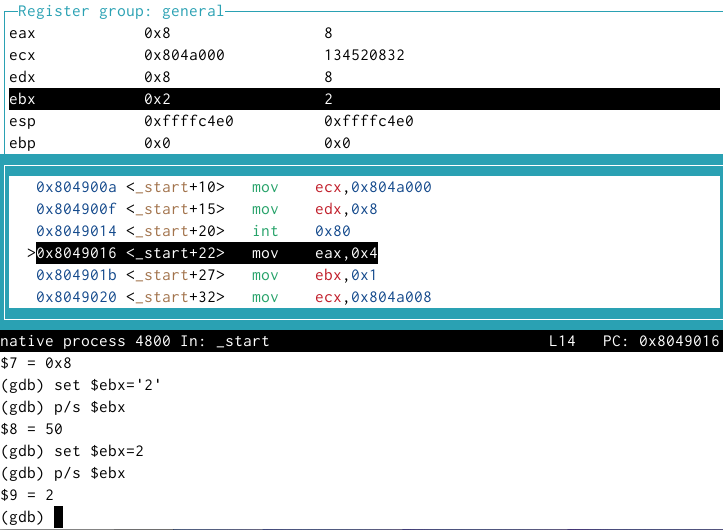 Register group: general
eax 0x8 8
ecx 0x804a000 134520832
edx 0x8 8
ebx 0x2 2
esp 0xffffc4e0 0xffffc4e0
ebp 0x0 0x0
0x804900a <_start+10> mov ecx,0x804a000
0x804900f <_start+15> mov edx,0x8
0x8049014 <_start+20> int 0x80
>0x8049016 <_start+22> mov eax,0x4
0x804901b <_start+27> mov ebx,0x1
0x8049020 <_start+32> mov ecx,0x804a008
native process 4800 In: _start L14 PC: 0x8049016
$7 = 0x8
(gdb) set $ebx='2'
(gdb) p/s $ebx
$8 = 50
(gdb) set $ebx=2
(gdb) p/s $ebx
$9 = 2
(gdb)